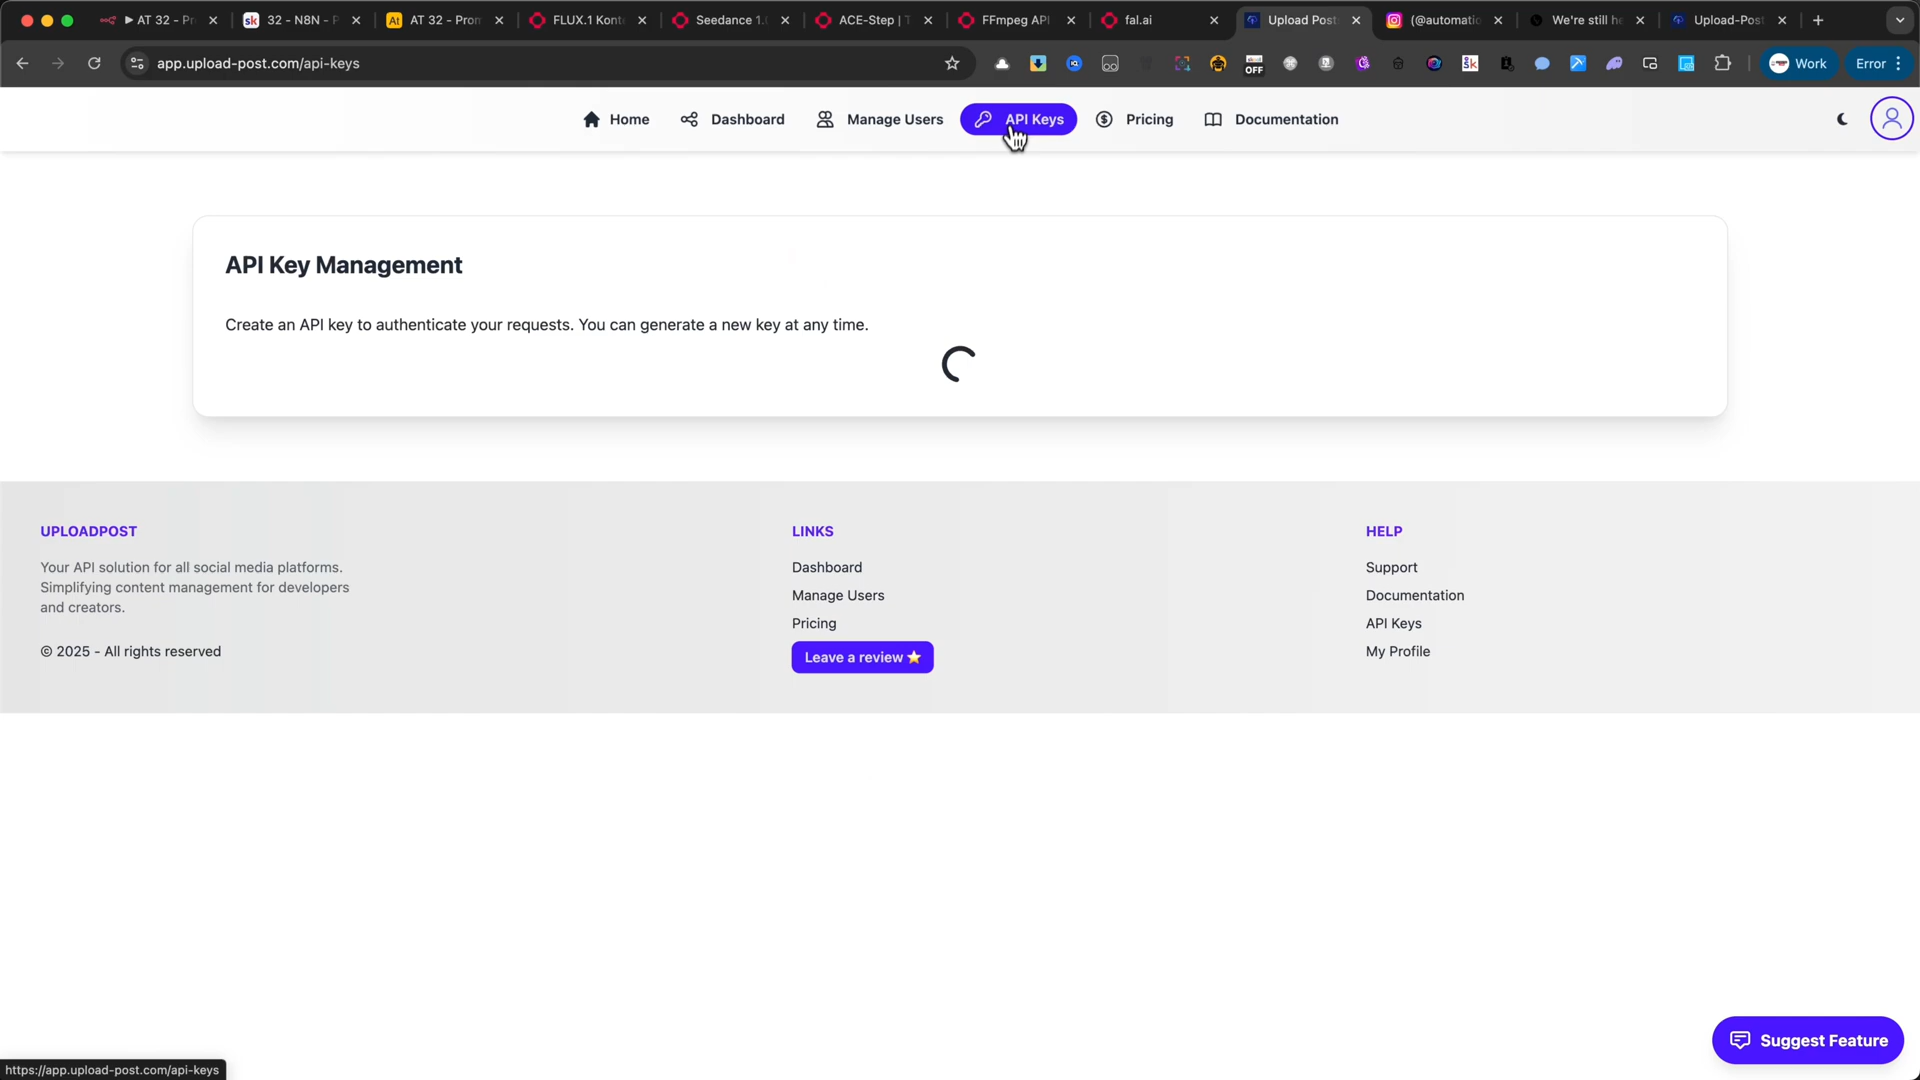 ▶ AT 32 - Pr
32 - N8N - P
AT 32 - Pron
FLUX.1 Konte
Seedance 1.0
ACE-Step | T
FFmpeg API
fal.ai
Upload Post
(@automatio
We're still he
Upload-Post
app.upload-post.com/api-keys
OFF
Work
Error
Home
Dashboard
Manage Users
API Keys
Pricing
Documentation
API Key Management
Create an API key to authenticate your requests. You can generate a new key at any time.
UPLOADPOST
Your API solution for all social media platforms.
Simplifying content management for developers
and creators.
© 2025 - All rights reserved
LINKS
Dashboard
Manage Users
Pricing
Leave a review ⭐
HELP
Support
Documentation
API Keys
My Profile
Suggest Feature
https://app.upload-post.com/api-keys